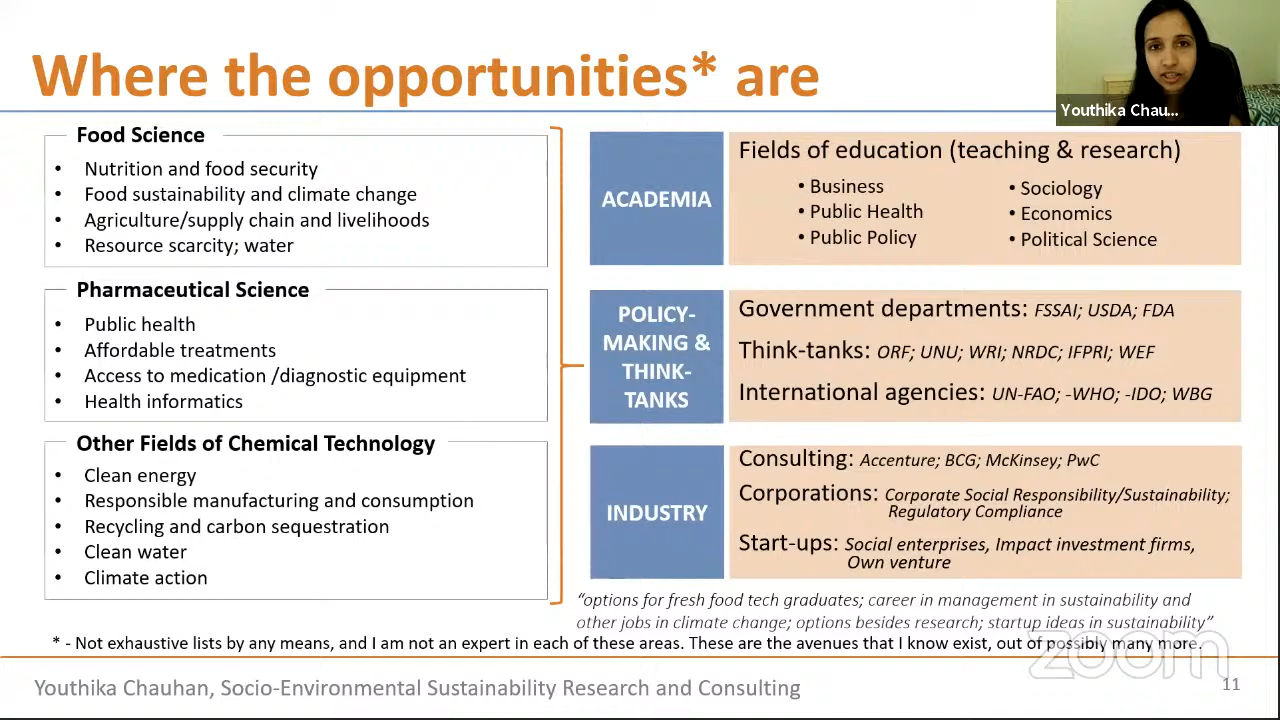 Where the opportunities* are
Youthika Chau...
Food Science
• Nutrition and food security
• Food sustainability and climate change
• Agriculture/supply chain and livelihoods
• Resource scarcity; water
Pharmaceutical Science
• Public health
• Affordable treatments
• Access to medication /diagnostic equipment
• Health informatics
Other Fields of Chemical Technology
• Clean energy
• Responsible manufacturing and consumption
• Recycling and carbon sequestration
• Clean water
• Climate action
ACADEMIA
Fields of education (teaching & research)
• Business
• Public Health
• Public Policy
• Sociology
• Economics
• Political Science
POLICY-
MAKING &
THINK-
TANKS
Government departments: FSSAI; USDA; FDA
Think-tanks: ORF; UNU; WRI; NRDC; IFPRI; WEF
International agencies: UN-FAO; -WHO; -IDO; WBG
INDUSTRY
Consulting: Accenture; BCG; McKinsey; PwC
Corporations: Corporate Social Responsibility/Sustainability;
Regulatory Compliance
Start-ups: Social enterprises, Impact investment firms,
Own venture
“options for fresh food tech graduates; career in management in sustainability and
other jobs in climate change; options besides research; startup ideas in sustainability”
* - Not exhaustive lists by any means, and I am not an expert in each of these areas. These are the avenues that I know exist, out of possibly many more.
zoom
Youthika Chauhan, Socio-Environmental Sustainability Research and Consulting
11